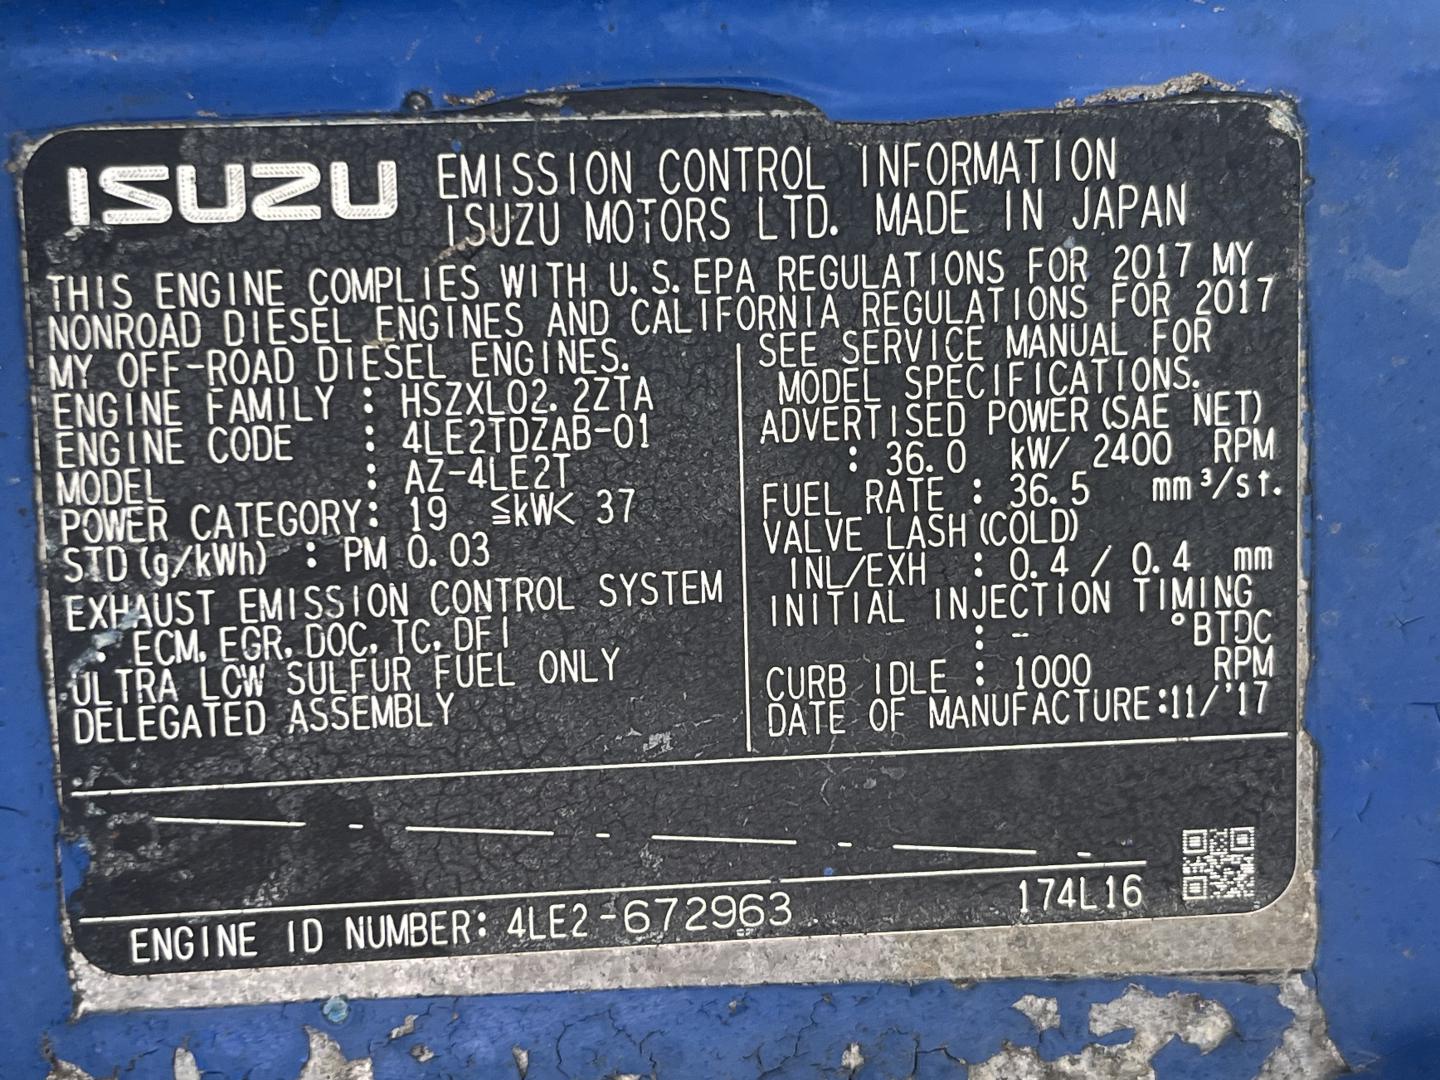 ISUZU
EMISSION CONTROL INFORMATION
ISUZU MOTORS LTD. MADE IN JAPAN
THIS ENGINE COMPLIES WITH U.S.EPA REGULATIONS FOR 2017 MY
NONROAD DIESEL ENGINES AND CALIFORNIA REGULATIONS FOR 2017
MY OFF-ROAD DIESEL ENGINES.
ENGINE FAMILY : HSZXL02.2ZTA
ENGINE CODE : 4LE2TDZAB-01
MODEL : AZ-4LE2T
POWER CATEGORY: 19 ≦kW< 37
STD(g/kWh) : PM 0.03
EXHAUST EMISSION CONTROL SYSTEM
: ECM, EGR, DOC, TC, DFI
ULTRA LOW SULFUR FUEL ONLY
DELEGATED ASSEMBLY
SEE SERVICE MANUAL FOR
MODEL SPECIFICATIONS.
ADVERTISED POWER(SAE NET)
: 36.0 kW/ 2400 RPM
FUEL RATE : 36.5 mm³/st.
VALVE LASH(COLD)
INL/EXH : 0.4 / 0.4 mm
INITIAL INJECTION TIMING
: - °BTDC
CURB IDLE : 1000 RPM
DATE OF MANUFACTURE:11/'17
174L16
ENGINE ID NUMBER: 4LE2-672963